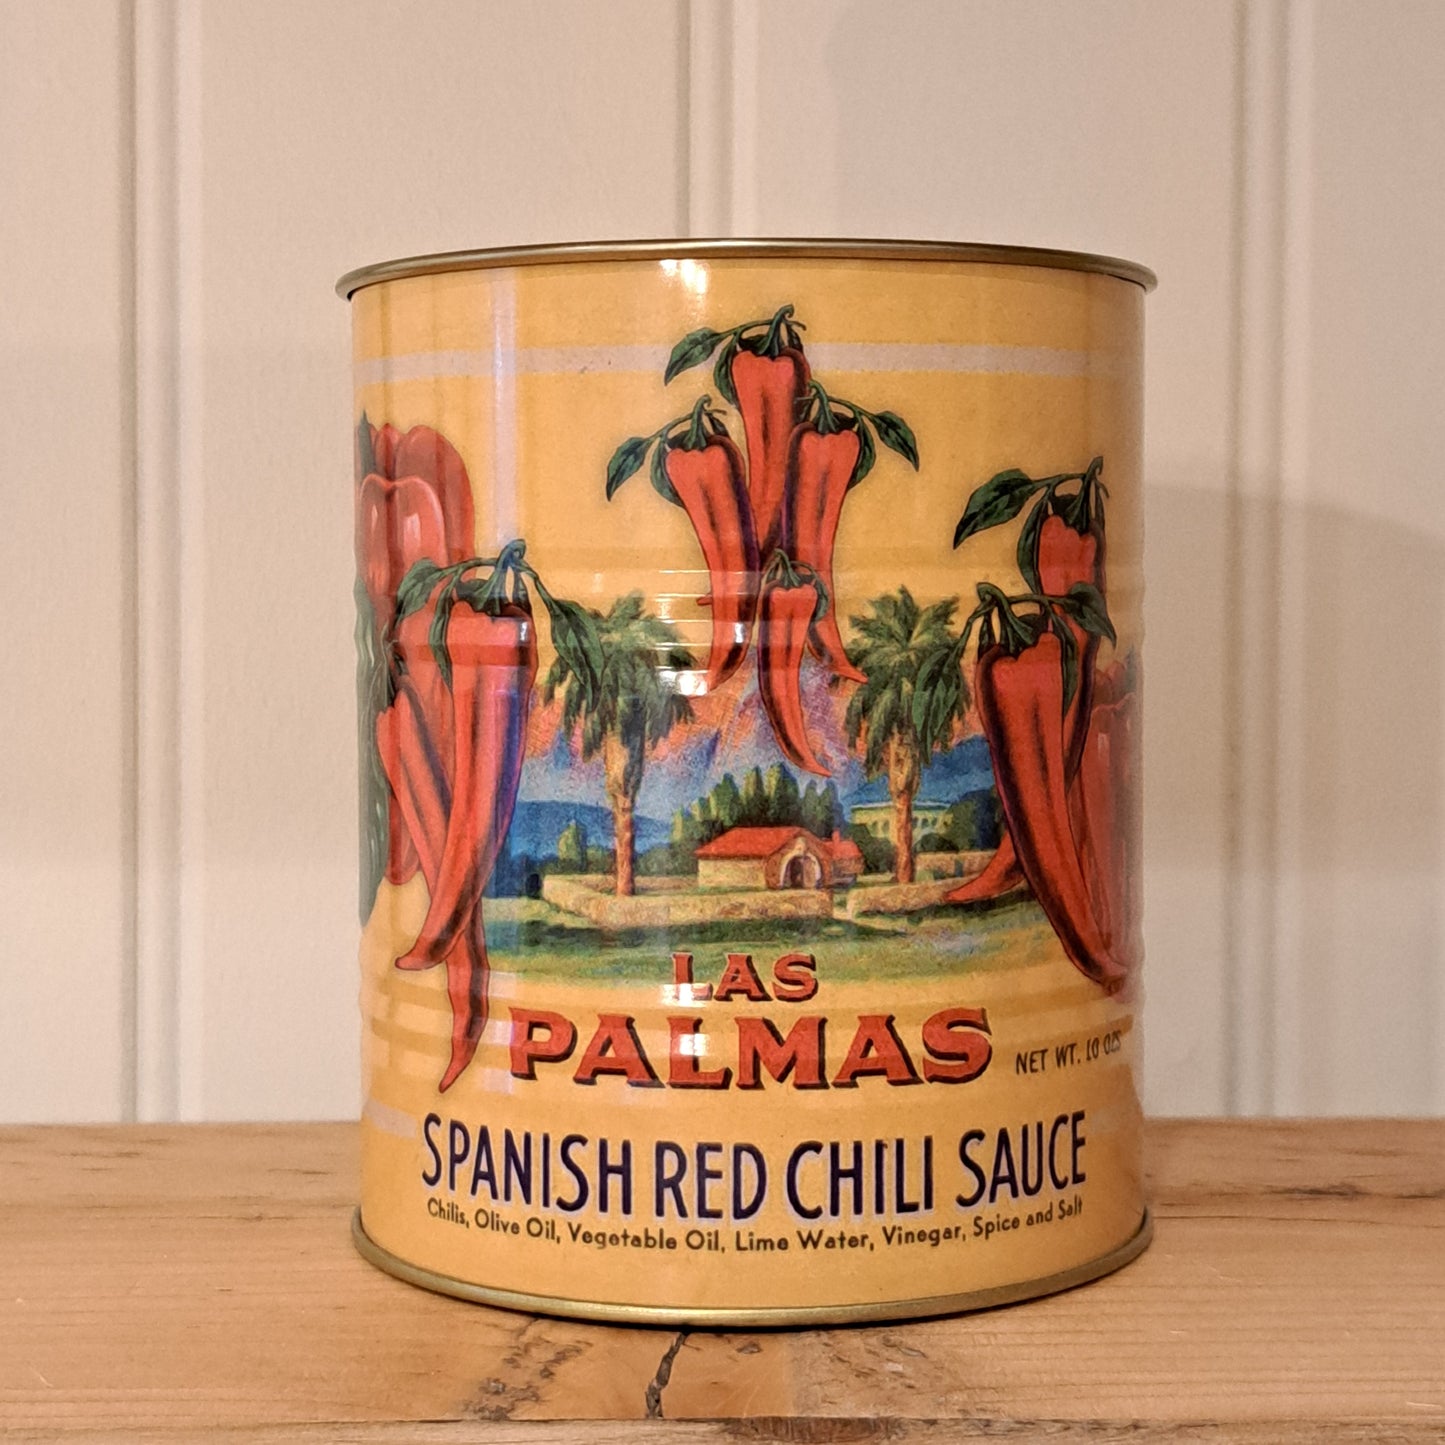 LAS
PALMAS
NET WT. 10 OZS
SPANISH RED CHILI SAUCE
Chilis, Olive Oil, Vegetable Oil, Lime Water, Vinegar, Spice and Salt